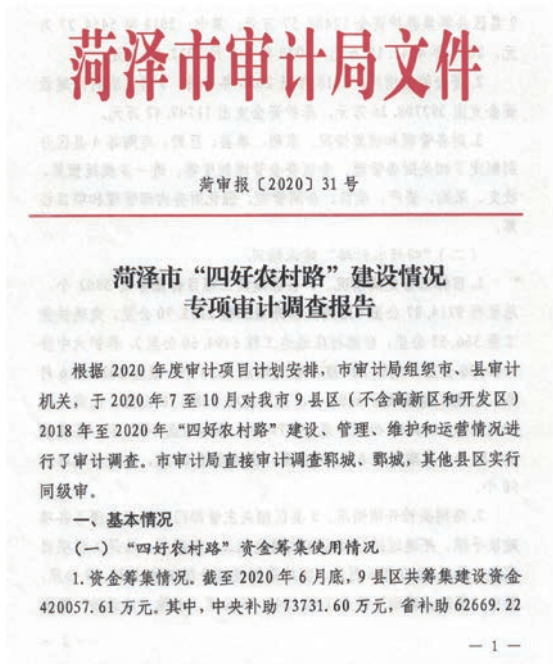 菏泽市审计局文件
菏审报〔2020〕31号
菏泽市“四好农村路”建设情况
专项审计调查报告
根据2020年度审计项目计划安排，市审计局组织市、县审计
机关，于2020年7至10月对我市9县区（不含高新区和开发区）
2018年至2020年“四好农村路”建设、管理、维护和运营情况进
行了审计调查。市审计局直接审计调查郓城、鄄城，其他县区实行
同级审。
一、基本情况
（一）“四好农村路”资金筹集使用情况
1.资金筹集情况。截至2020年6月底，9县区共筹集建设资金
420057.61万元。其中，中央补助73731.60万元，省补助62669.22
— 1 —